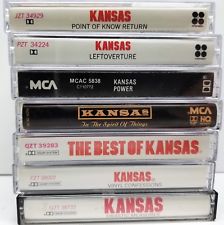 PZT 34929 KANSAS
POINT OF KNOW RETURN
PZT 34224 KANSAS
LEFTOVERTURE
MCA MCAC 5838 KANSAS
POWER
KANSAS MCA
In The Spirit Of Things
QZT 39283 THE BEST OF KANSAS
KANSAS
VINYL CONFESSIONS
KANSAS